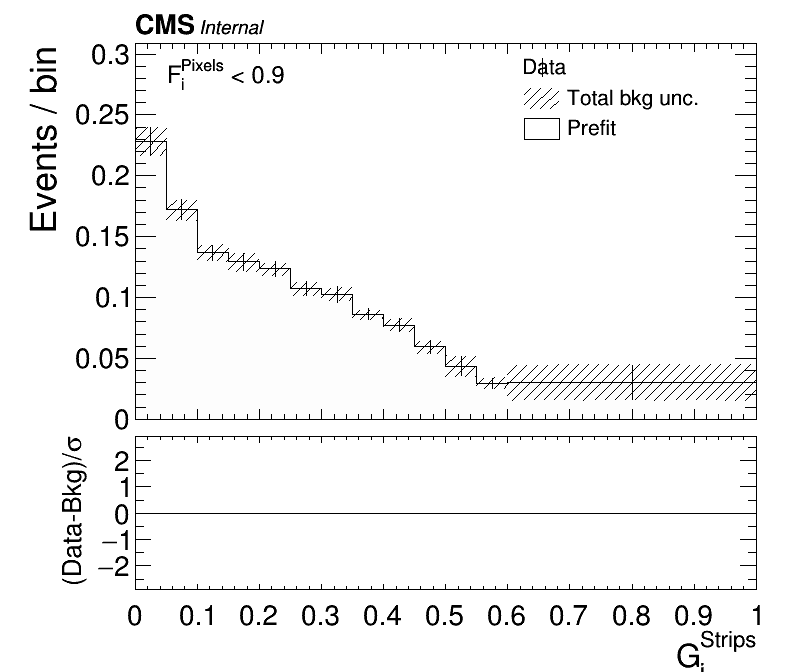 CMS Internal
F_i^Pixels < 0.9
Data
Total bkg unc.
Prefit
Events / bin
0.3
0.25
0.2
0.15
0.1
0.05
0
(Data-Bkg)/σ
2
1
0
−1
−2
0 0.1 0.2 0.3 0.4 0.5 0.6 0.7 0.8 0.9 1
G_i^Strips